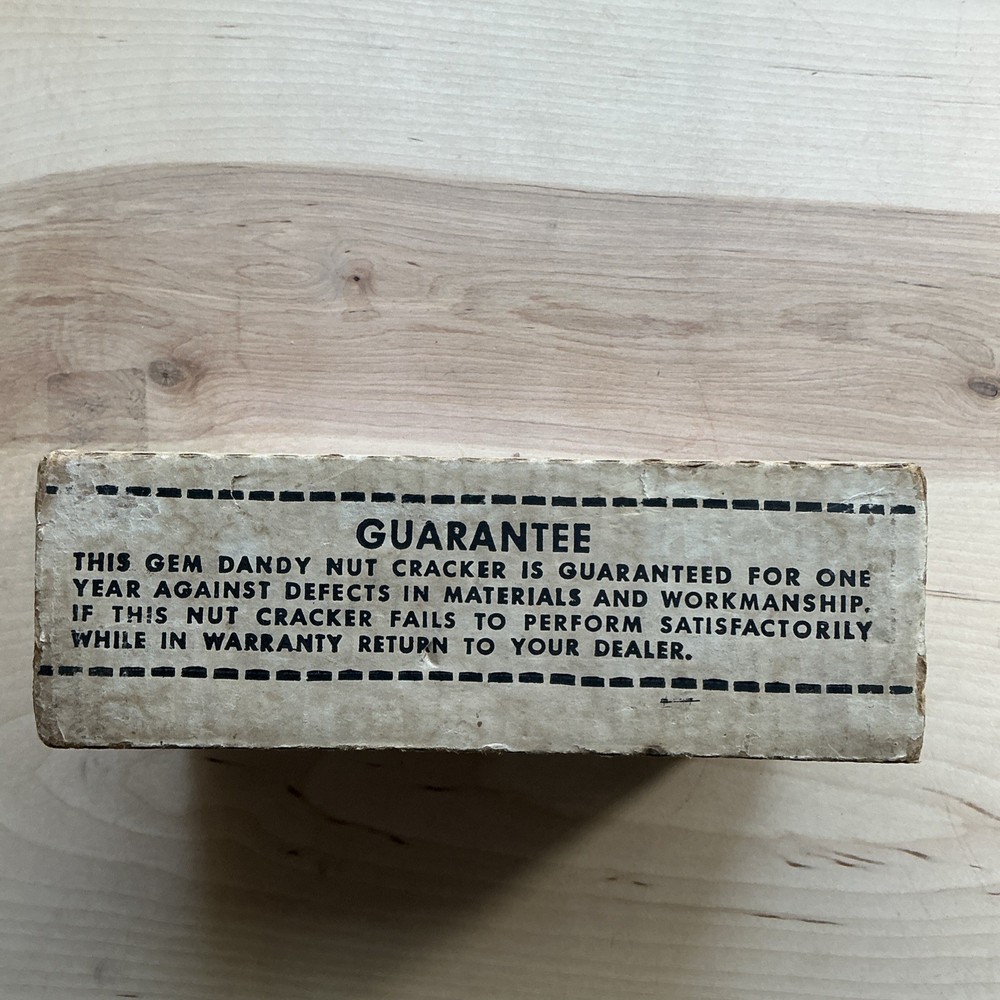 GUARANTEE
THIS GEM DANDY NUT CRACKER IS GUARANTEED FOR ONE
YEAR AGAINST DEFECTS IN MATERIALS AND WORKMANSHIP.
IF THIS NUT CRACKER FAILS TO PERFORM SATISFACTORILY
WHILE IN WARRANTY RETURN TO YOUR DEALER.